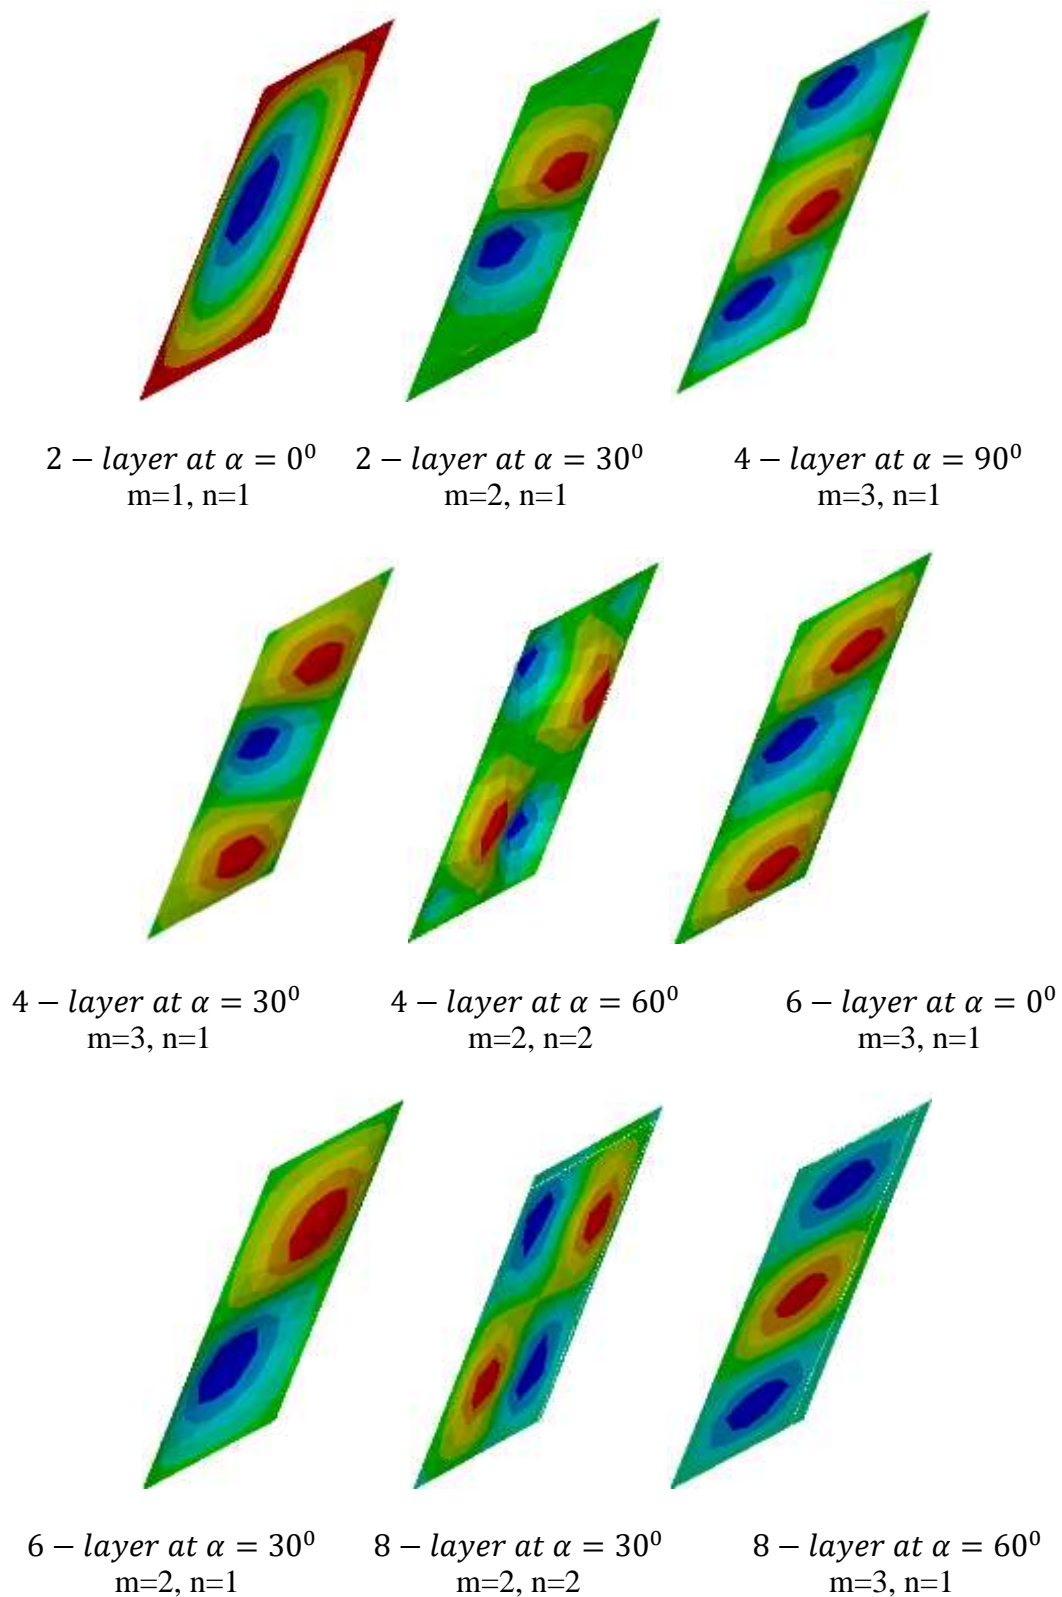 2 − layer at α = 0⁰ 2 − layer at α = 30⁰ 4 − layer at α = 90⁰
m=1, n=1 m=2, n=1 m=3, n=1
4 − layer at α = 30⁰ 4 − layer at α = 60⁰ 6 − layer at α = 0⁰
m=3, n=1 m=2, n=2 m=3, n=1
6 − layer at α = 30⁰ 8 − layer at α = 30⁰ 8 − layer at α = 60⁰
m=2, n=1 m=2, n=2 m=3, n=1